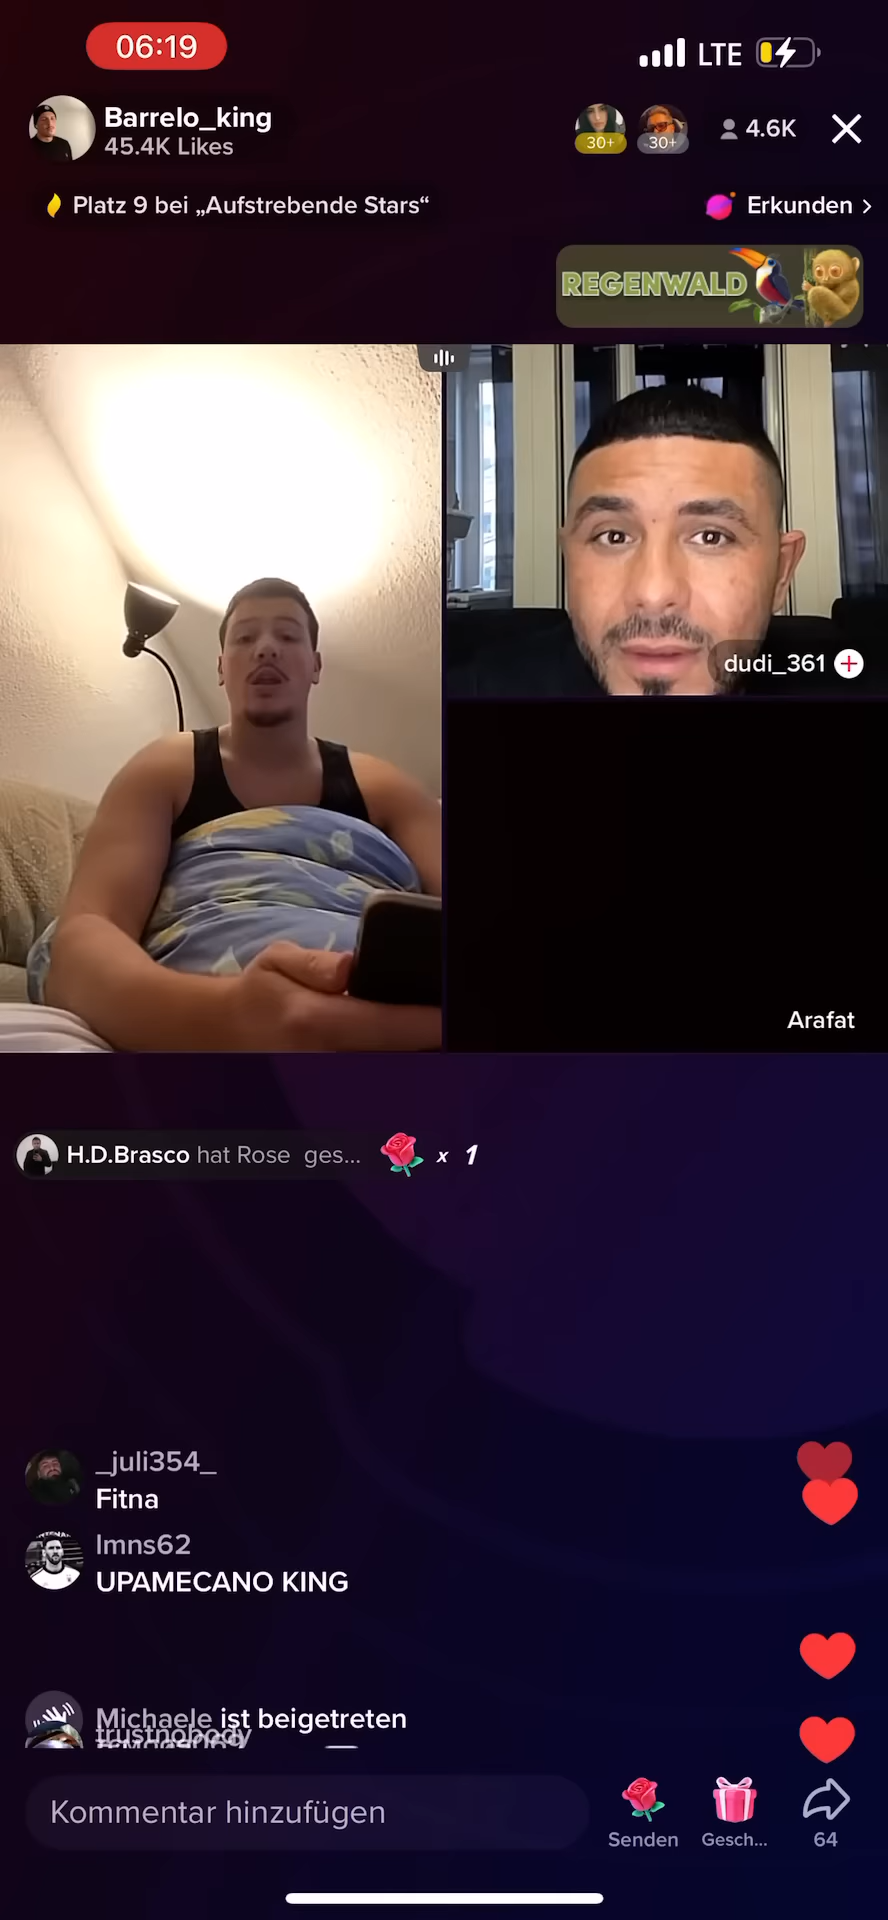 06:19
LTE
Barrelo_king
45.4K Likes
30+
30+
4.6K
Platz 9 bei „Aufstrebende Stars“
Erkunden
REGENWALD
dudi_361
Arafat
H.D.Brasco hat Rose ges... x 1
_juli354_
Fitna
lmns62
UPAMECANO KING
Michaele ist beigetreten
trustnobody
Kommentar hinzufügen
Senden
Gesch...
64